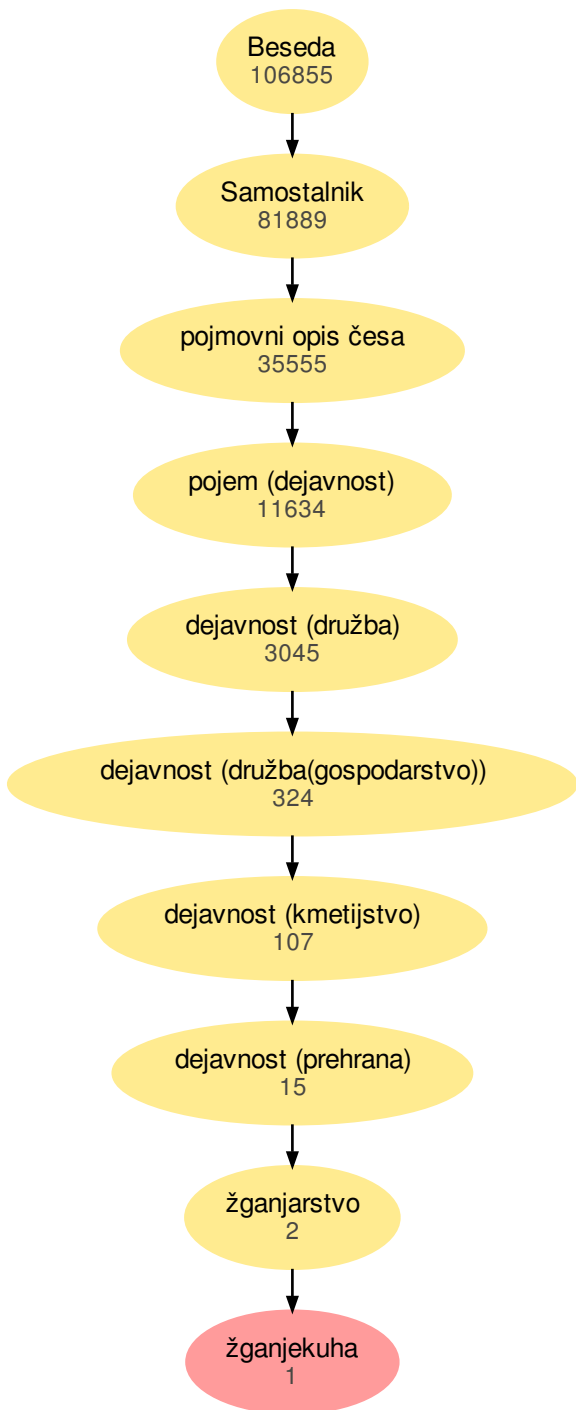 Beseda
106855
Samostalnik
81889
pojmovni opis česa
35555
pojem (dejavnost)
11634
dejavnost (družba)
3045
dejavnost (družba(gospodarstvo))
324
dejavnost (kmetijstvo)
107
dejavnost (prehrana)
15
žganjarstvo
2
žganjekuha
1